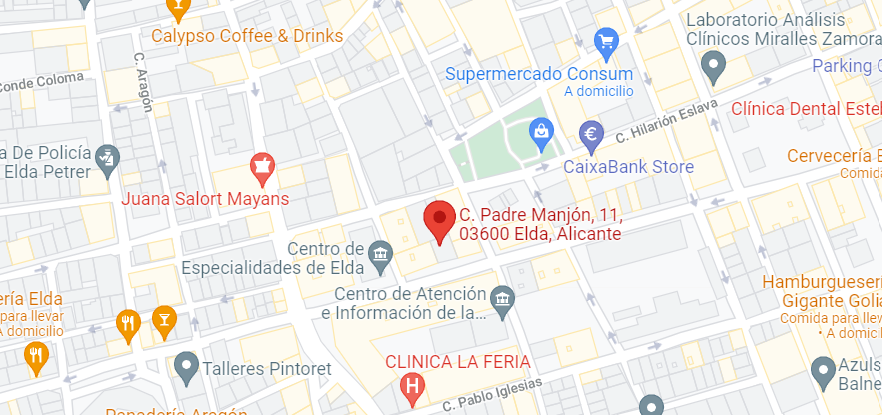 Calypso Coffee & Drinks
Laboratorio Análisis
Clínicos Miralles Zamora
Conde Coloma
C. Aragón
Supermercado Consum
A domicilio
Parking
C. Hilarión Eslava
Clínica Dental Estel
De Policía
Elda Petrer
€
CaixaBank Store
Cervecería
Comida
Juana Salort Mayans
C. Padre Manjón, 11,
03600 Elda, Alicante
Centro de
Especialidades de Elda
Centro de Atención
e Información de la...
Elda
para llevar
A domicilio
Hamburgueserí
Gigante Golia
Comida para llev
• A domic
Talleres Pintoret
CLINICA LA FERIA
H
C. Pablo Iglesias
Azuls
Balne
Panadería Aragón